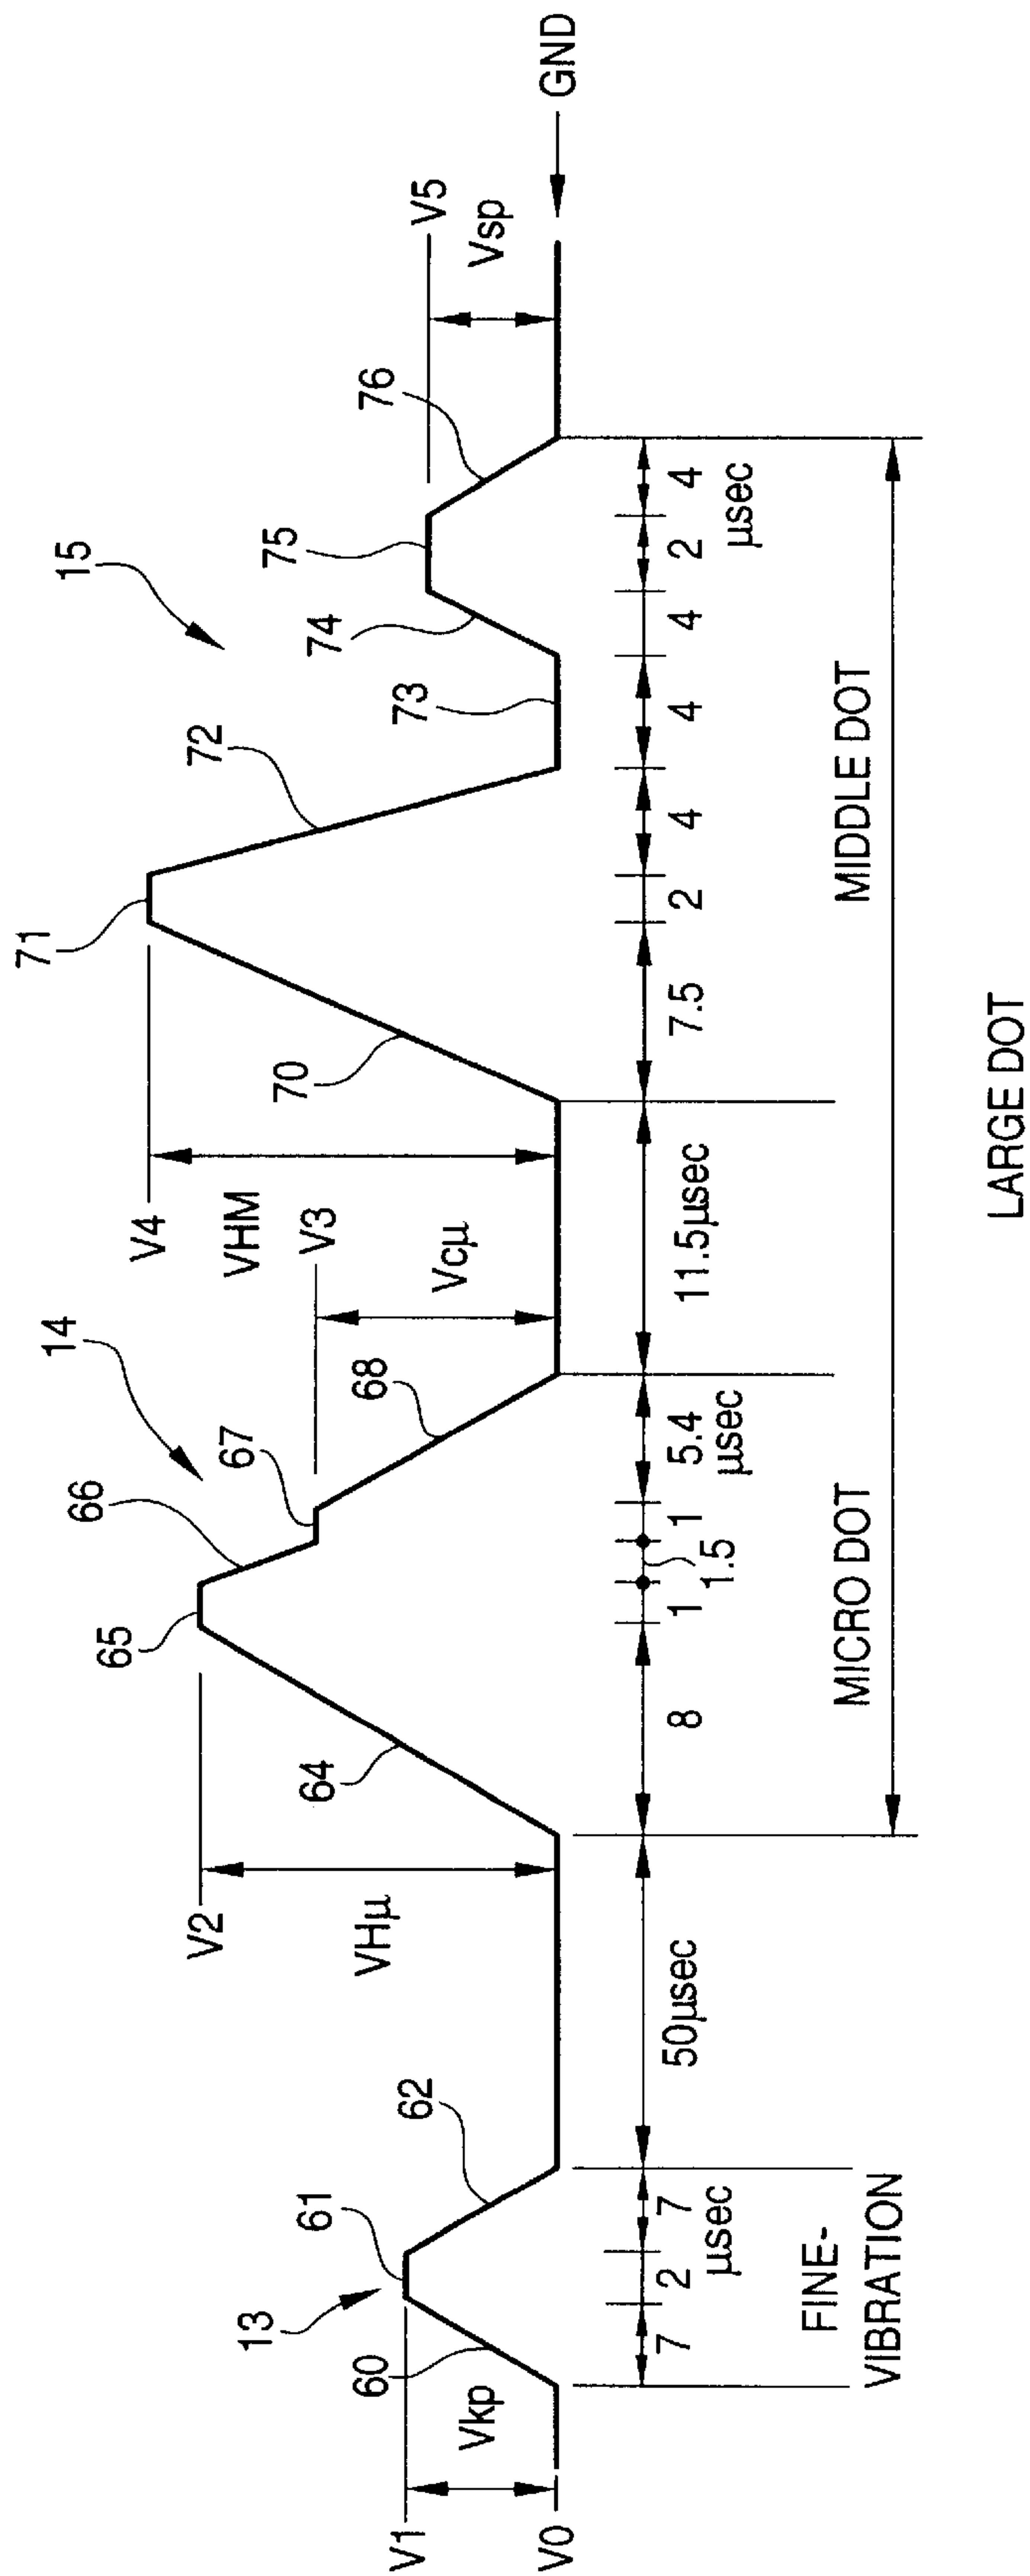 V1
V0
Vkp
60
13
61
62
V2
VHμ
64
65
66
67
14
68
V3
Vcμ
V4
VHM
70
71
72
73
15
74
75
76
V5
Vsp
GND
7
2
7
μsec
50μsec
8
1
1.5
1
5.4
μsec
11.5μsec
7.5
2
4
4
4
2
4
μsec
FINE-
VIBRATION
MICRO DOT
MIDDLE DOT
LARGE DOT